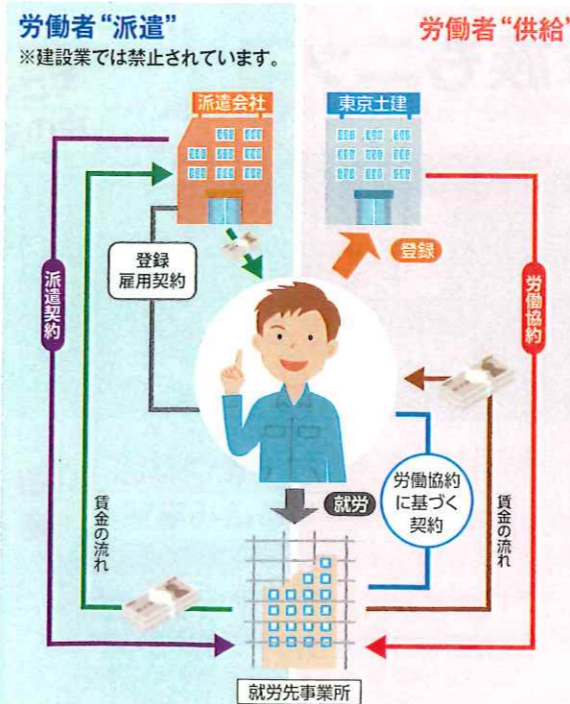 労働者“派遣”
※建設業では禁止されています。
労働者“供給”
派遣会社
東京土建
登録
雇用契約
登録
派遣契約
労働協約
就労
労働協約
に基づく
契約
賃金の流れ
賃金の流れ
就労先事業所